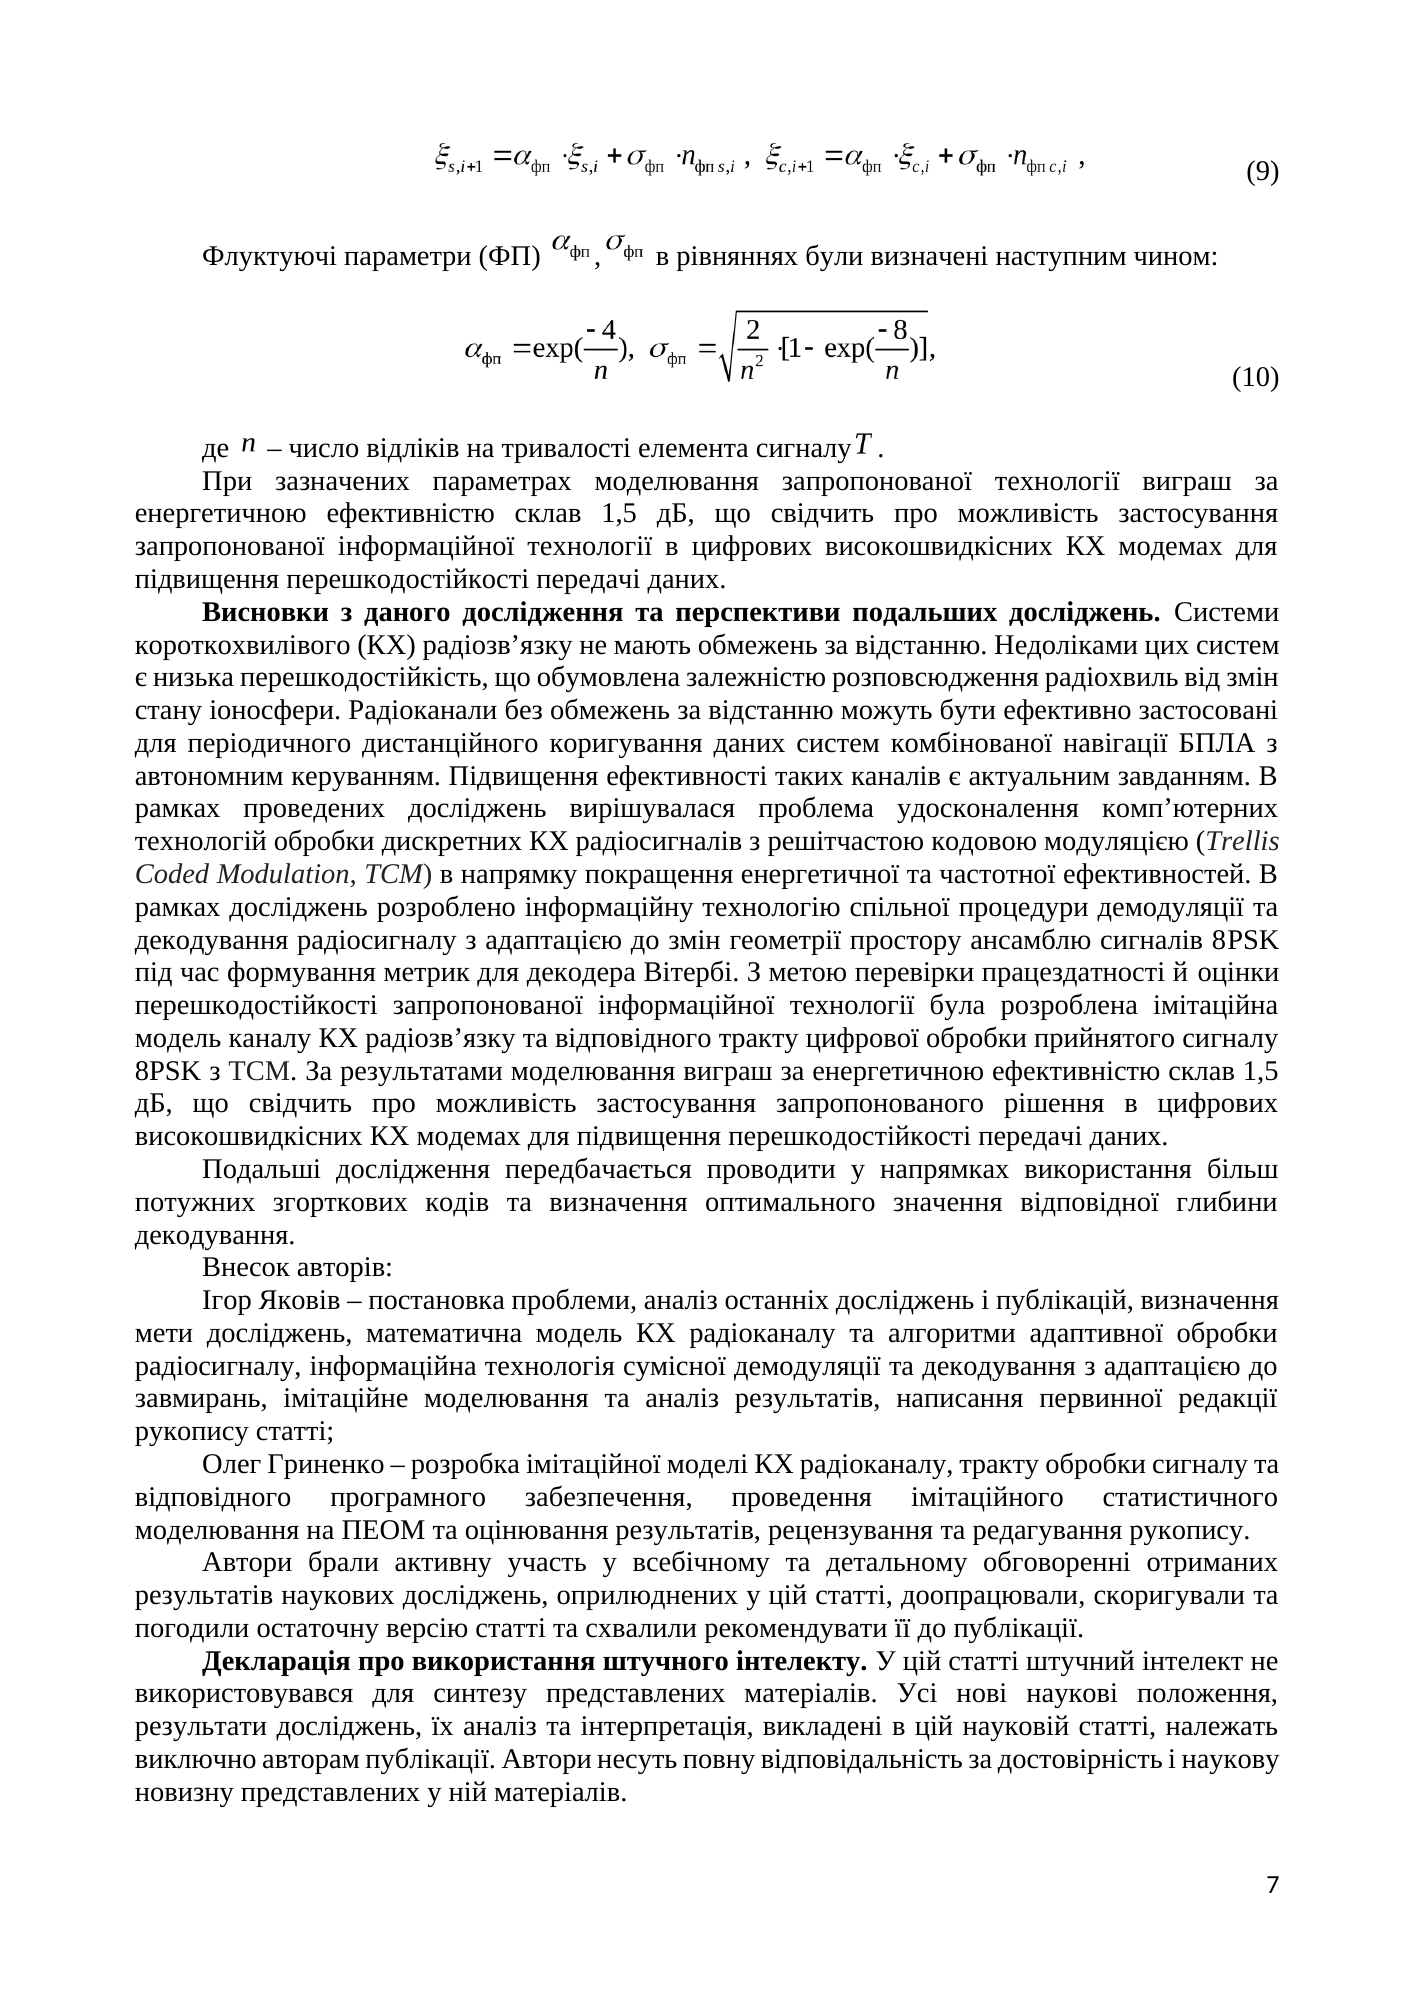 ξs,i+1 = αфп ·ξs,i + σфп ·nфп s,i , ξc,i+1 = αфп ·ξc,i + σфп ·nфп c,i , (9)
Флуктуючі параметри (ФП) αфп , σфп в рівняннях були визначені наступним чином:
αфп = exp(-4/n), σфп = √(2/n² ·[1- exp(-8/n)]), (10)
де n – число відліків на тривалості елемента сигналу T .
При зазначених параметрах моделювання запропонованої технології виграш за
енергетичною ефективністю склав 1,5 дБ, що свідчить про можливість застосування
запропонованої інформаційної технології в цифрових високошвидкісних КХ модемах для
підвищення перешкодостійкості передачі даних.
Висновки з даного дослідження та перспективи подальших досліджень. Системи
короткохвилівого (КХ) радіозв’язку не мають обмежень за відстанню. Недоліками цих систем
є низька перешкодостійкість, що обумовлена залежністю розповсюдження радіохвиль від змін
стану іоносфери. Радіоканали без обмежень за відстанню можуть бути ефективно застосовані
для періодичного дистанційного коригування даних систем комбінованої навігації БПЛА з
автономним керуванням. Підвищення ефективності таких каналів є актуальним завданням. В
рамках проведених досліджень вирішувалася проблема удосконалення комп’ютерних
технологій обробки дискретних КХ радіосигналів з решітчастою кодовою модуляцією (Trellis
Coded Modulation, TCM) в напрямку покращення енергетичної та частотної ефективностей. В
рамках досліджень розроблено інформаційну технологію спільної процедури демодуляції та
декодування радіосигналу з адаптацією до змін геометрії простору ансамблю сигналів 8PSK
під час формування метрик для декодера Вітербі. З метою перевірки працездатності й оцінки
перешкодостійкості запропонованої інформаційної технології була розроблена імітаційна
модель каналу КХ радіозв’язку та відповідного тракту цифрової обробки прийнятого сигналу
8PSK з TCM. За результатами моделювання виграш за енергетичною ефективністю склав 1,5
дБ, що свідчить про можливість застосування запропонованого рішення в цифрових
високошвидкісних КХ модемах для підвищення перешкодостійкості передачі даних.
Подальші дослідження передбачається проводити у напрямках використання більш
потужних згорткових кодів та визначення оптимального значення відповідної глибини
декодування.
Внесок авторів:
Ігор Яковів – постановка проблеми, аналіз останніх досліджень і публікацій, визначення
мети досліджень, математична модель КХ радіоканалу та алгоритми адаптивної обробки
радіосигналу, інформаційна технологія сумісної демодуляції та декодування з адаптацією до
завмирань, імітаційне моделювання та аналіз результатів, написання первинної редакції
рукопису статті;
Олег Гриненко – розробка імітаційної моделі КХ радіоканалу, тракту обробки сигналу та
відповідного програмного забезпечення, проведення імітаційного статистичного
моделювання на ПЕОМ та оцінювання результатів, рецензування та редагування рукопису.
Автори брали активну участь у всебічному та детальному обговоренні отриманих
результатів наукових досліджень, оприлюднених у цій статті, доопрацювали, скоригували та
погодили остаточну версію статті та схвалили рекомендувати її до публікації.
Декларація про використання штучного інтелекту. У цій статті штучний інтелект не
використовувався для синтезу представлених матеріалів. Усі нові наукові положення,
результати досліджень, їх аналіз та інтерпретація, викладені в цій науковій статті, належать
виключно авторам публікації. Автори несуть повну відповідальність за достовірність і наукову
новизну представлених у ній матеріалів.
7